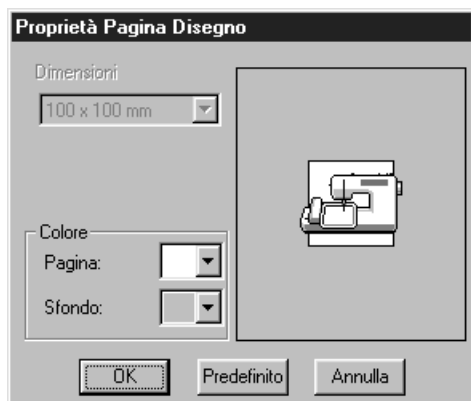 Proprietà Pagina Disegno
Dimensioni
100 x 100 mm
Colore
Pagina:
Sfondo:
OK
Predefinito
Annulla